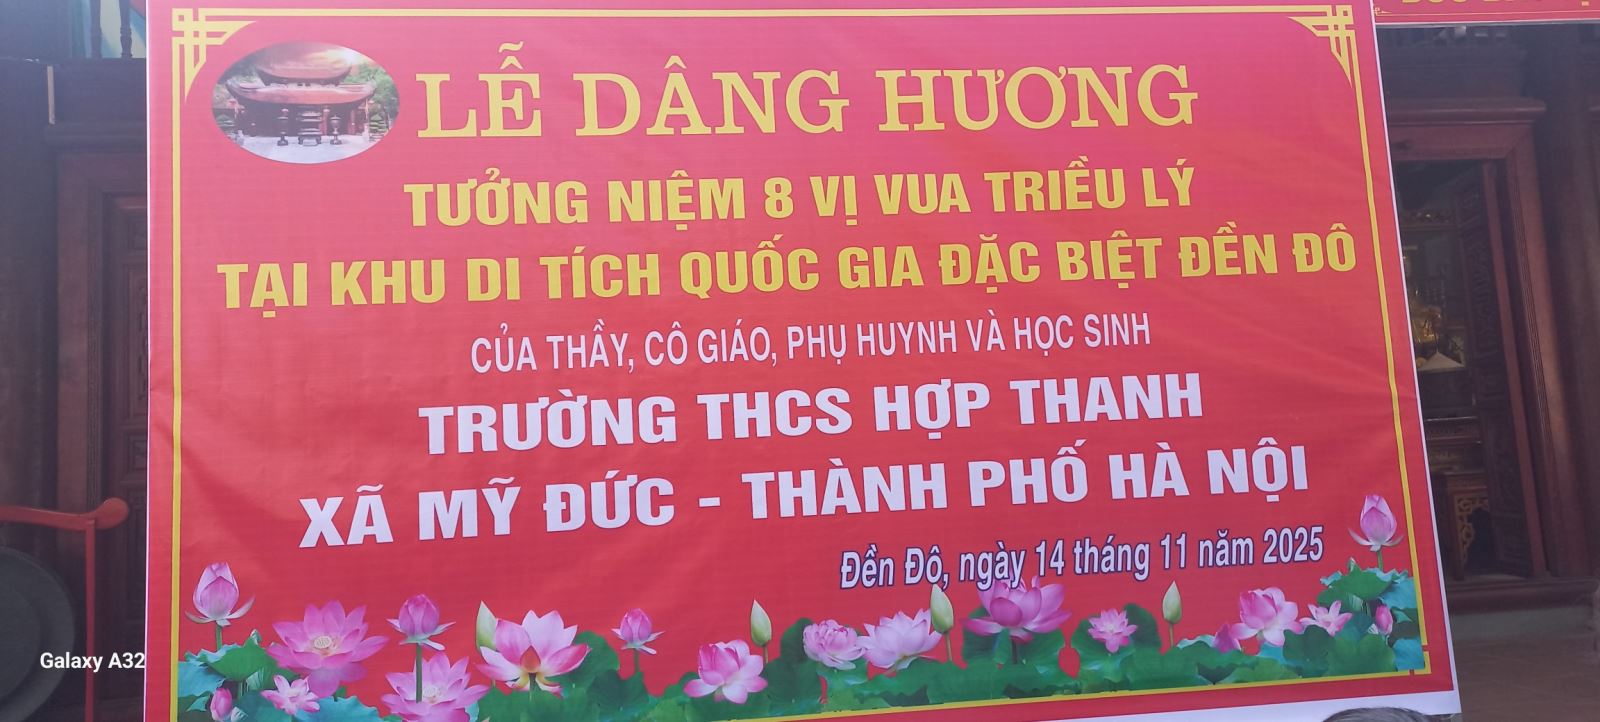 LỄ DÂNG HƯƠNG
TƯỞNG NIỆM 8 VỊ VUA TRIỀU LÝ
TẠI KHU DI TÍCH QUỐC GIA ĐẶC BIỆT ĐỀN ĐÔ
CỦA THẦY, CÔ GIÁO, PHỤ HUYNH VÀ HỌC SINH
TRƯỜNG THCS HỢP THANH
XÃ MỸ ĐỨC - THÀNH PHỐ HÀ NỘI
Đền Đô, ngày 14 tháng 11 năm 2025
Galaxy A32